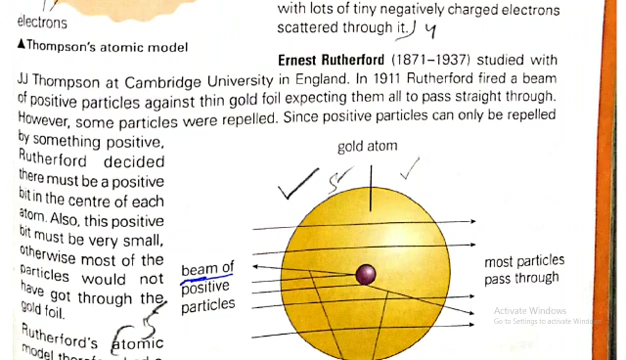 with lots of tiny negatively charged electrons
electrons
scattered through it.
▲Thompson's atomic model
Ernest Rutherford (1871–1937) studied with
JJ Thompson at Cambridge University in England. In 1911 Rutherford fired a beam
of positive particles against thin gold foil expecting them all to pass straight through.
However, some particles were repelled. Since positive particles can only be repelled
by something positive,
Rutherford decided
there must be a positive
bit in the centre of each
atom. Also, this positive
bit must be very small,
otherwise most of the
particles would not
have got through the
gold foil.
Rutherford's atomic
model
gold atom
beam of
positive
particles
most particles
pass through
Activate Windows
Go to Settings to activate Windows.